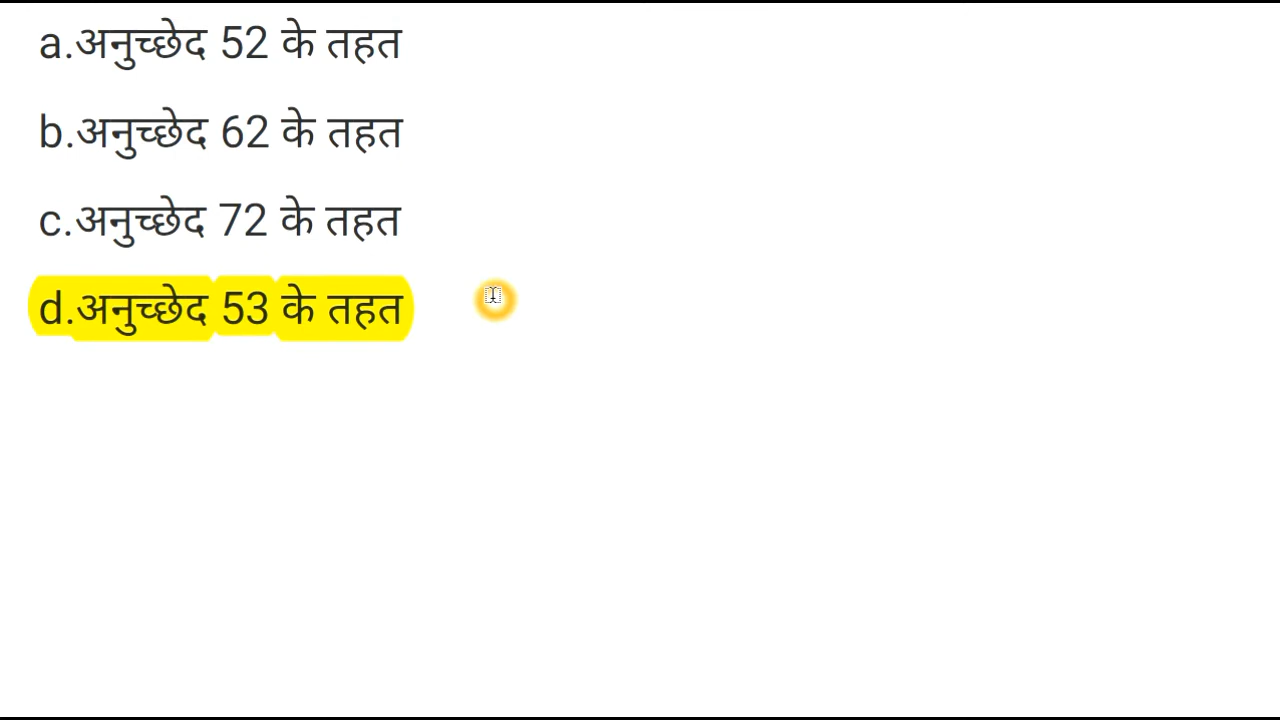 a.अनुच्छेद 52 के तहत
b.अनुच्छेद 62 के तहत
c.अनुच्छेद 72 के तहत
d.अनुच्छेद 53 के तहत